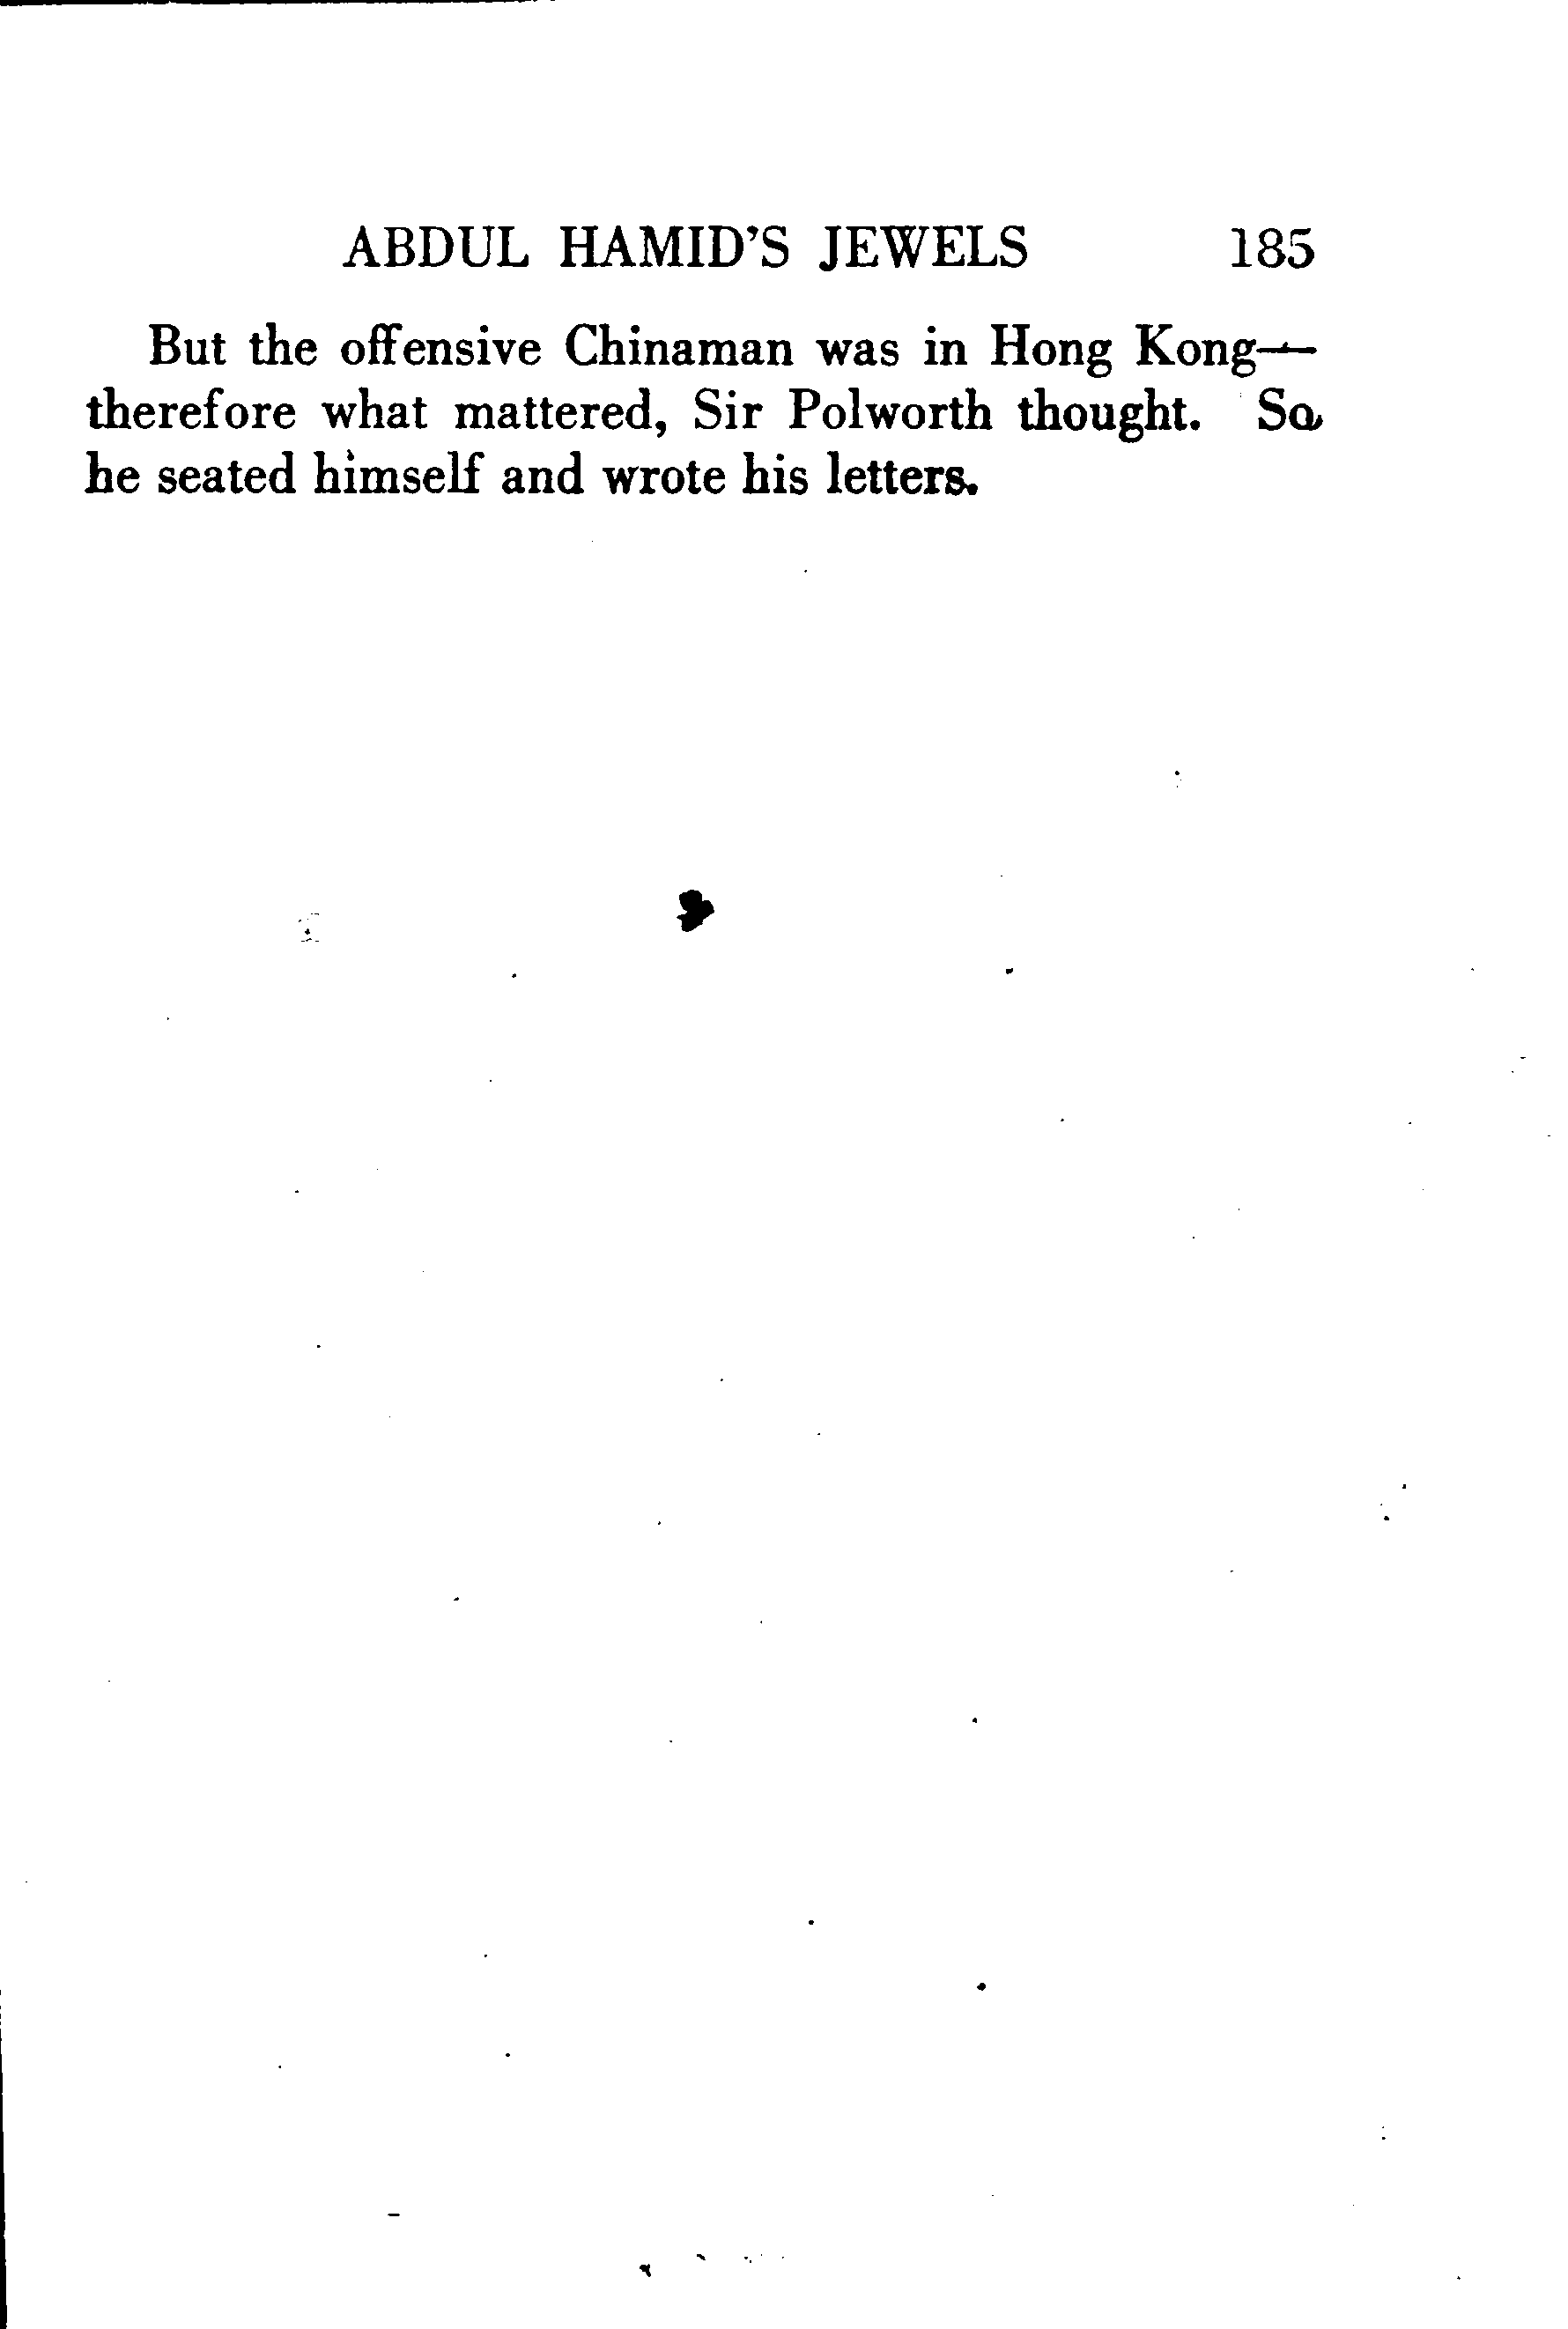 ABDUL HAMID'S JEWELS 185
But the offensive Chinaman was in Hong Kong—
therefore what mattered, Sir Polworth thought. So
he seated himself and wrote his letters.